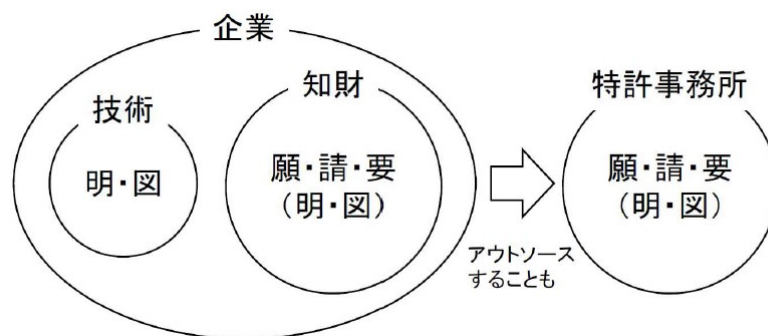 企業
技術
明・図
知財
願・請・要
（明・図）
アウトソース
することも
特許事務所
願・請・要
（明・図）